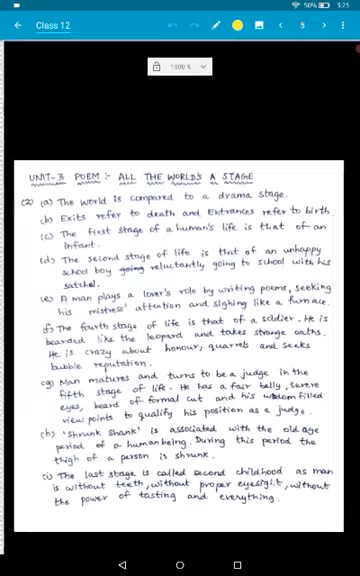 50% 5:25
Class 12 5
1000%
UNIT-3 POEM :- ALL THE WORLD'S A STAGE
(2) (a) The world is compared to a drama stage.
(b) Exits refer to death and Entrances refer to birth.
(c) The first stage of a human's life is that of an
infant.
(d) The second stage of life is that of an unhappy
school boy going reluctantly going to school with his
satchel.
(e) A man plays a lover's role by writing poems, seeking
his mistress' attention and sighing like a furnace.
(f) The fourth stage of life is that of a soldier. He is
bearded like the leopard and takes strange oaths.
He is crazy about honour, quarrels and seeks
bubble reputation.
(g) Man matures and turns to be a judge in the
fifth stage of life. He has a fair belly, severe
eyes, beard of formal cut and his wisdom filled
view points to qualify his position as a judge.
(h) 'Shrunk Shank' is associated with the old age
period of a human being. During this period the
thigh of a person is shrunk.
(i) The last stage is called second childhood as man
is without teeth, without proper eyesight, without
the power of tasting and everything.